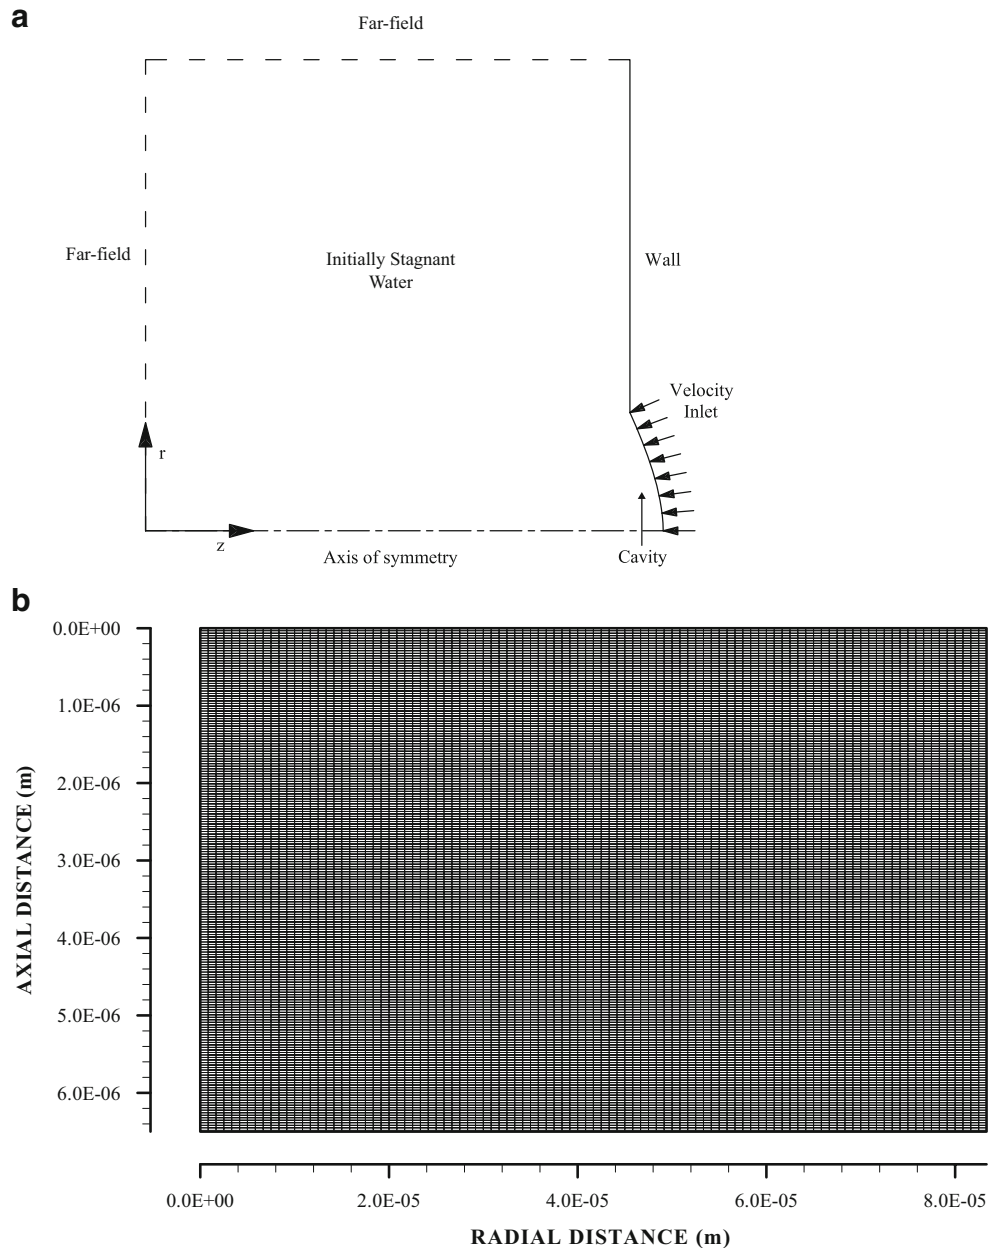 a
Far-field
Far-field
Initially Stagnant
Water
Wall
Velocity
Inlet
r
z
Axis of symmetry
Cavity
b
0.0E+00
1.0E-06
2.0E-06
3.0E-06
4.0E-06
5.0E-06
6.0E-06
AXIAL DISTANCE (m)
0.0E+00
2.0E-05
4.0E-05
6.0E-05
8.0E-05
RADIAL DISTANCE (m)